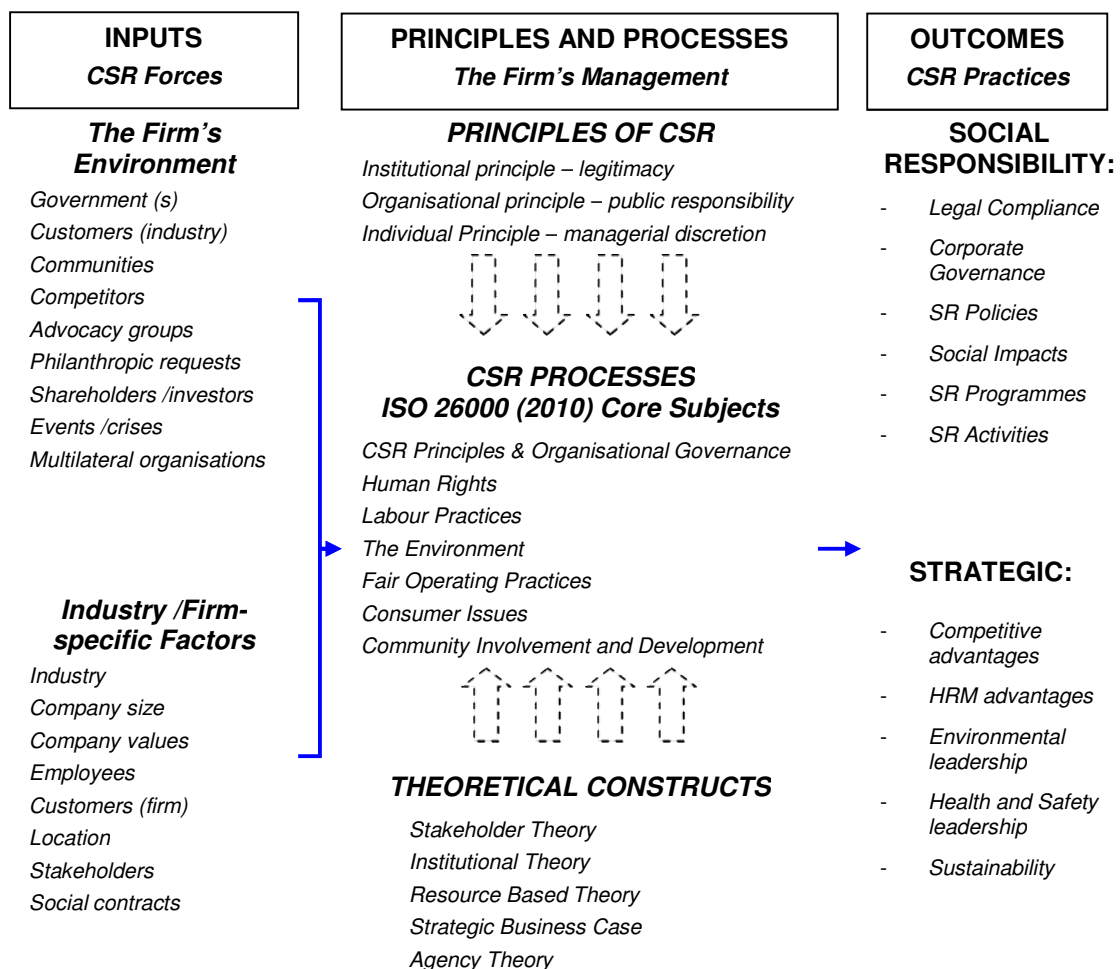 INPUTS
CSR Forces
The Firm's
Environment
Government (s)
Customers (industry)
Communities
Competitors
Advocacy groups
Philanthropic requests
Shareholders /investors
Events /crises
Multilateral organisations
Industry /Firm-
specific Factors
Industry
Company size
Company values
Employees
Customers (firm)
Location
Stakeholders
Social contracts
PRINCIPLES AND PROCESSES
The Firm's Management
PRINCIPLES OF CSR
Institutional principle – legitimacy
Organisational principle – public responsibility
Individual Principle – managerial discretion
CSR PROCESSES
ISO 26000 (2010) Core Subjects
CSR Principles & Organisational Governance
Human Rights
Labour Practices
The Environment
Fair Operating Practices
Consumer Issues
Community Involvement and Development
THEORETICAL CONSTRUCTS
Stakeholder Theory
Institutional Theory
Resource Based Theory
Strategic Business Case
Agency Theory
OUTCOMES
CSR Practices
SOCIAL
RESPONSIBILITY:
- Legal Compliance
- Corporate
Governance
- SR Policies
- Social Impacts
- SR Programmes
- SR Activities
STRATEGIC:
- Competitive
advantages
- HRM advantages
- Environmental
leadership
- Health and Safety
leadership
- Sustainability